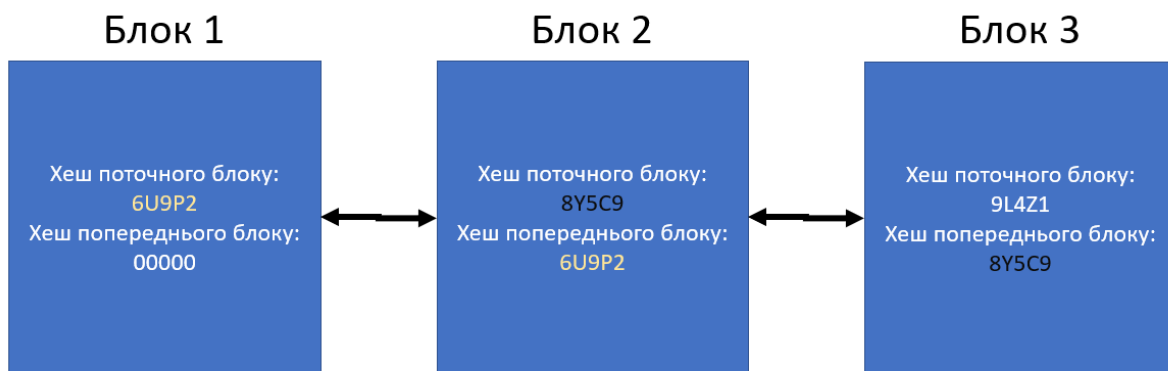 Блок 1
Хеш поточного блоку:
6U9P2
Хеш попереднього блоку:
00000
Блок 2
Хеш поточного блоку:
8Y5C9
Хеш попереднього блоку:
6U9P2
Блок 3
Хеш поточного блоку:
9L4Z1
Хеш попереднього блоку:
8Y5C9